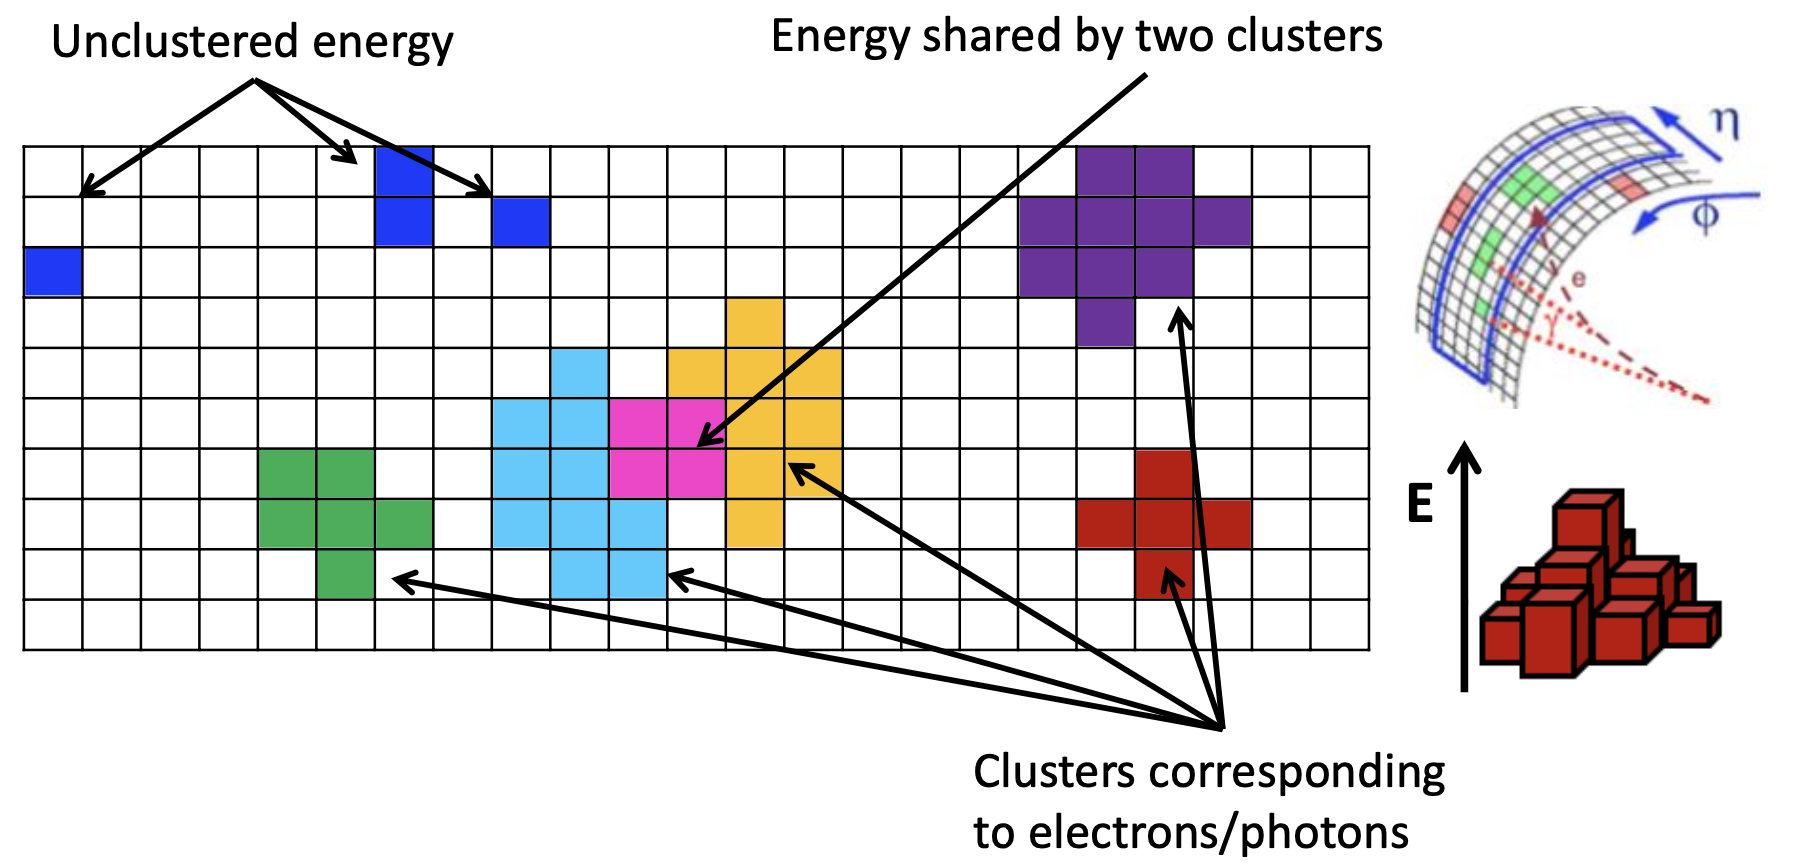 Unclustered energy
Energy shared by two clusters
η
ϕ
e
E
Clusters corresponding
to electrons/photons